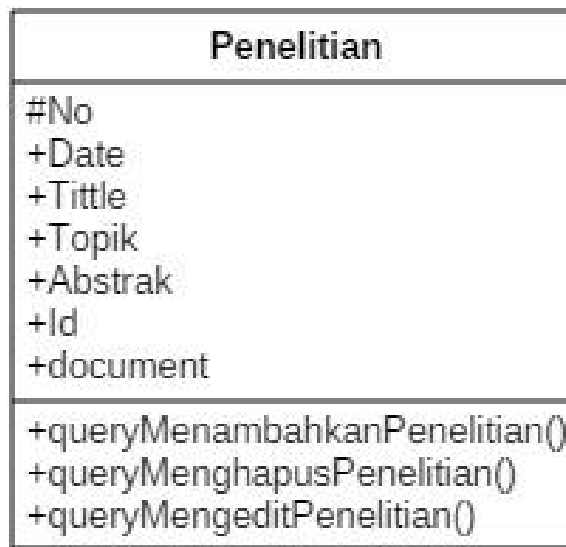 Penelitian
#No
+Date
+Tittle
+Topik
+Abstrak
+Id
+document
+queryMenambahkanPenelitian()
+queryMenghapusPenelitian()
+queryMengeditPenelitian()